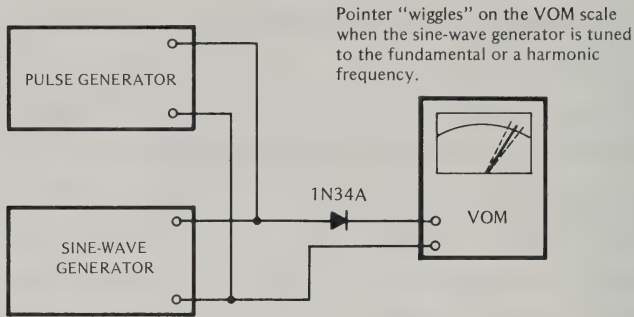 Pointer “wiggles” on the VOM scale
when the sine-wave generator is tuned
to the fundamental or a harmonic
frequency.
PULSE GENERATOR
1N34A
VOM
SINE-WAVE
GENERATOR